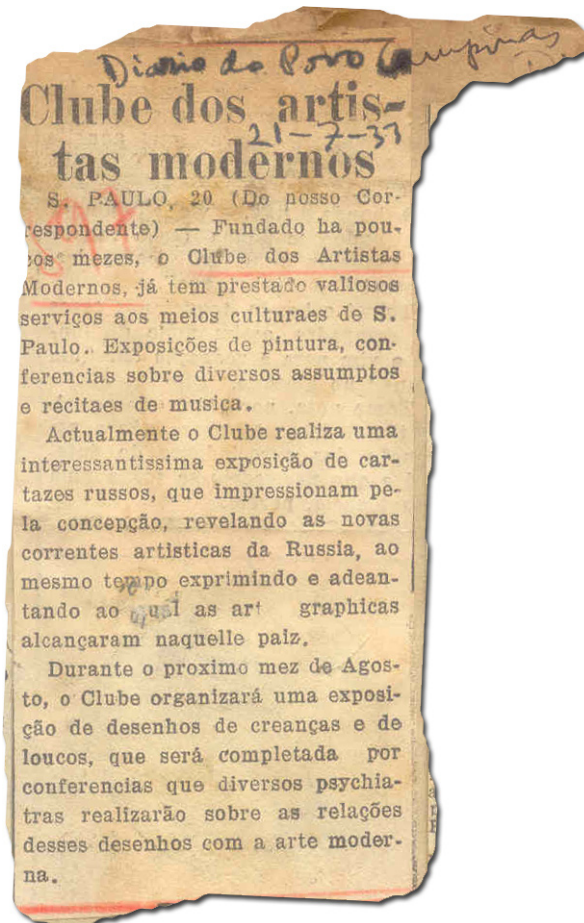 Diario do Povo Campinas
Clube dos artis-
21-7-33
tas modernos
S. PAULO, 20 (Do nosso Cor-
respondente) — Fundado ha pou-
cos mezes, o Clube dos Artistas
Modernos, já tem prestado valiosos
serviços aos meios culturaes de S.
Paulo. Exposições de pintura, con-
ferencias sobre diversos assumptos
e recitaes de musica.
Actualmente o Clube realiza uma
interessantissima exposição de car-
tazes russos, que impressionam pe-
la concepção, revelando as novas
correntes artisticas da Russia, ao
mesmo tempo exprimindo e adean-
tando ao qual as art graphicas
alcançaram naquelle paiz.
Durante o proximo mez de Agos-
to, o Clube organizará uma exposi-
ção de desenhos de creanças e de
loucos, que será completada por
conferencias que diversos psychia-
tras realizarão sobre as relações
desses desenhos com a arte moder-
na.